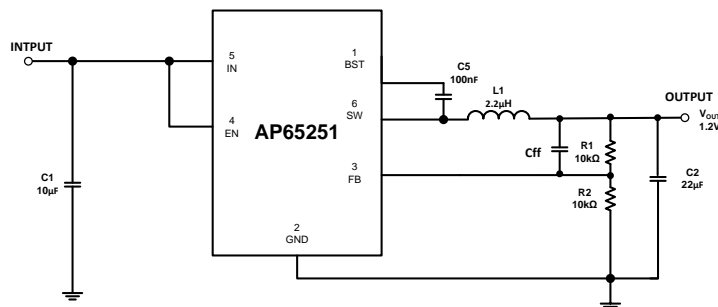 INTPUT
5
IN
4
EN
AP65251
1
BST
6
SW
3
FB
2
GND
C5
100nF
L1
2.2µH
Cff
R1
10kΩ
R2
10kΩ
OUTPUT
VOUT
1.2V
C2
22µF
C1
10µF